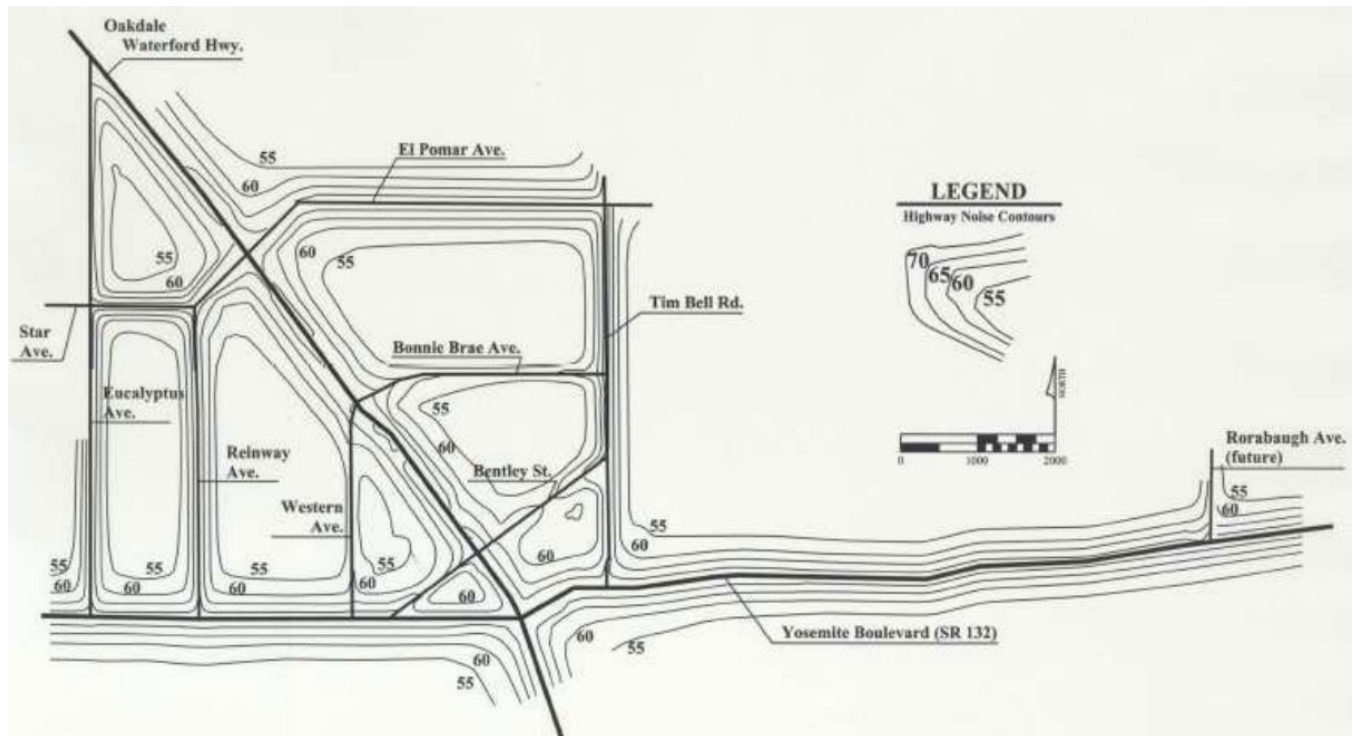 Oakdale
Waterford Hwy.
55
El Pomar Ave.
60
LEGEND
Highway Noise Contours
60
55
55
60
70
65
60
55
Tim Bell Rd.
Star
Ave.
Bonnie Brae Ave.
NORTH
Eucalyptus
Ave.
55
60
0
1000
2000
Rorabaugh Ave.
(future)
Reinway
Ave.
Bentley St.
Western
Ave.
55
60
55
60
60
55
60
55
60
55
60
60
60
60
55
Yosemite Boulevard (SR 132)
60
55